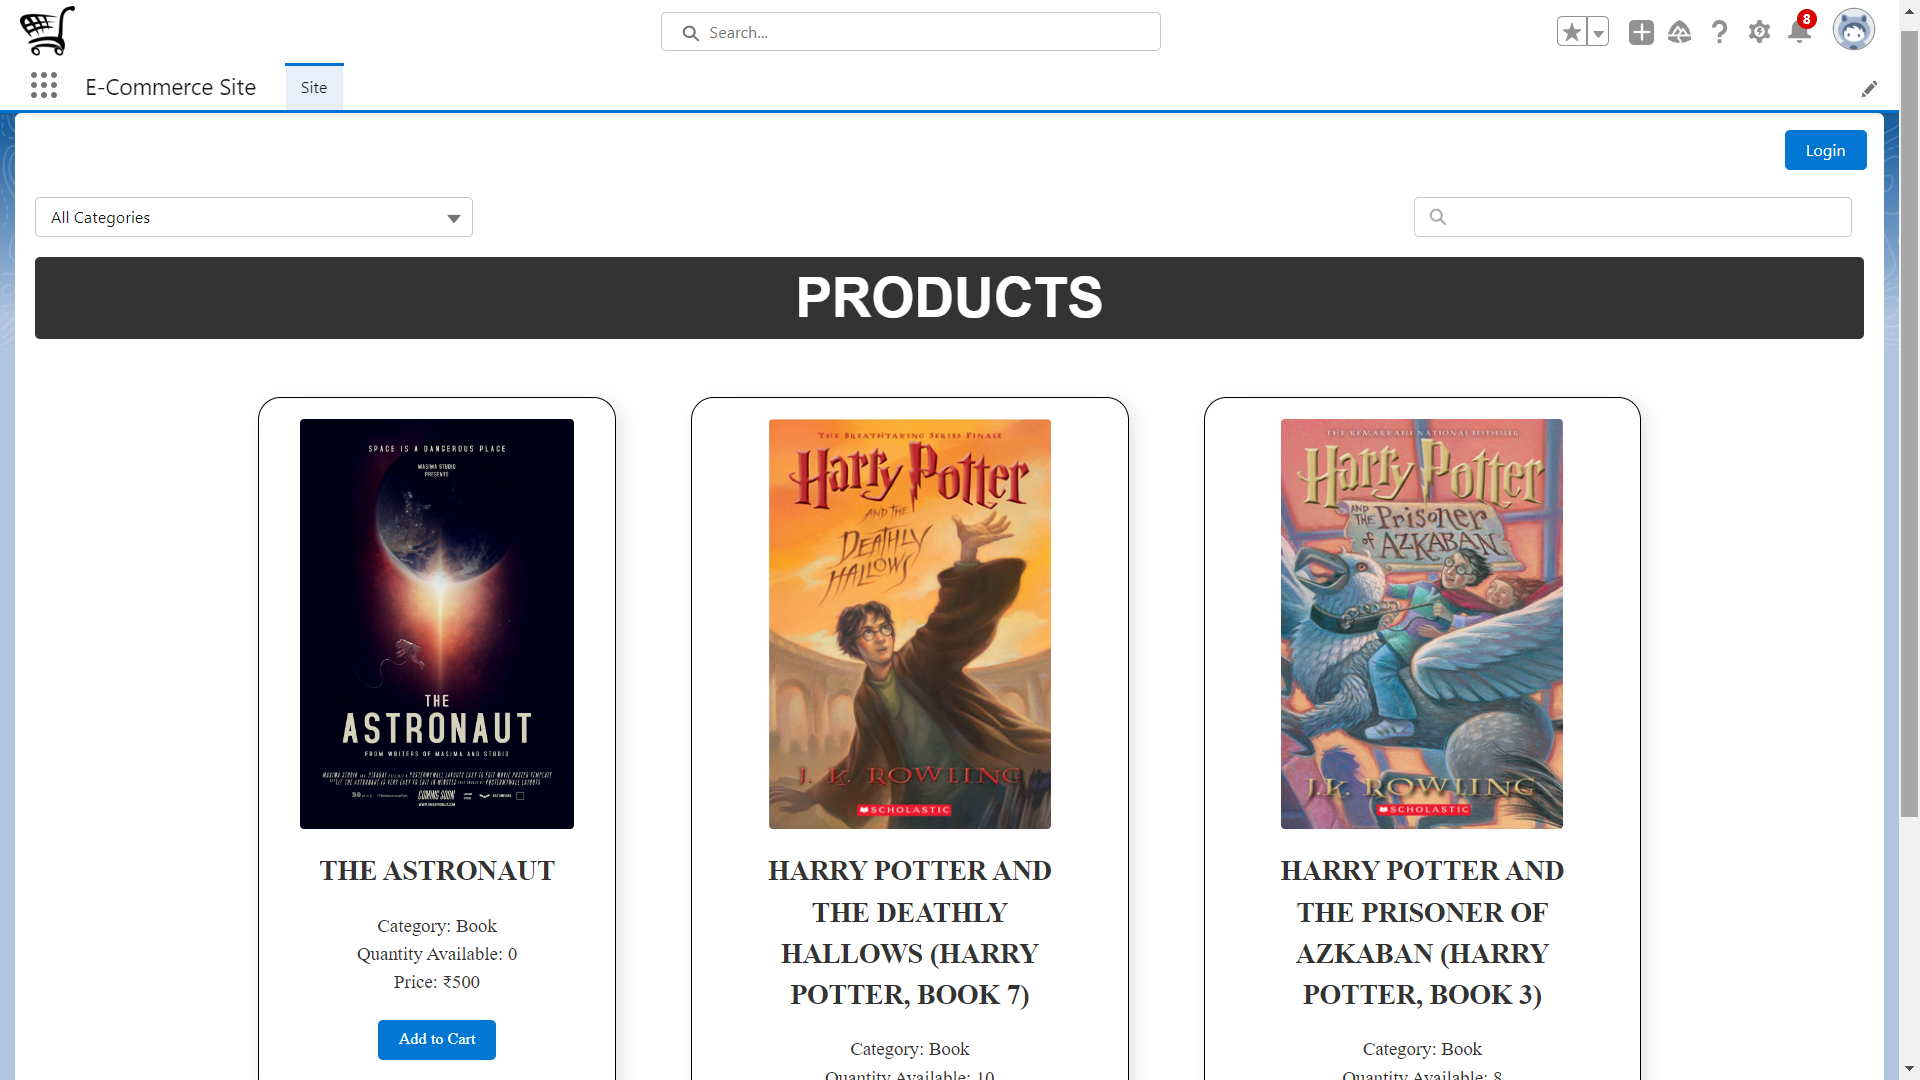 Search...
8
E-Commerce Site
Site
Login
All Categories
PRODUCTS
SPACE IS A DANGEROUS PLACE
MASIMA STUDIO
PRESENTS
THE
ASTRONAUT
FROM WRITERS OF MASIMA AND STUDIO
COMING SOON
THE ASTRONAUT
Category: Book
Quantity Available: 0
Price: ₹500
Add to Cart
THE BREATHTAKING SERIES FINALE
Harry Potter
AND THE
DEATHLY
HALLOWS
J. K. ROWLING
SCHOLASTIC
HARRY POTTER AND
THE DEATHLY
HALLOWS (HARRY
POTTER, BOOK 7)
Category: Book
Quantity Available: 10
THE REMARKABLE NATIONAL BESTSELLER
Harry Potter
AND
THE Prisoner
of AZKABAN
J.K. ROWLING
SCHOLASTIC
HARRY POTTER AND
THE PRISONER OF
AZKABAN (HARRY
POTTER, BOOK 3)
Category: Book
Quantity Available: 8